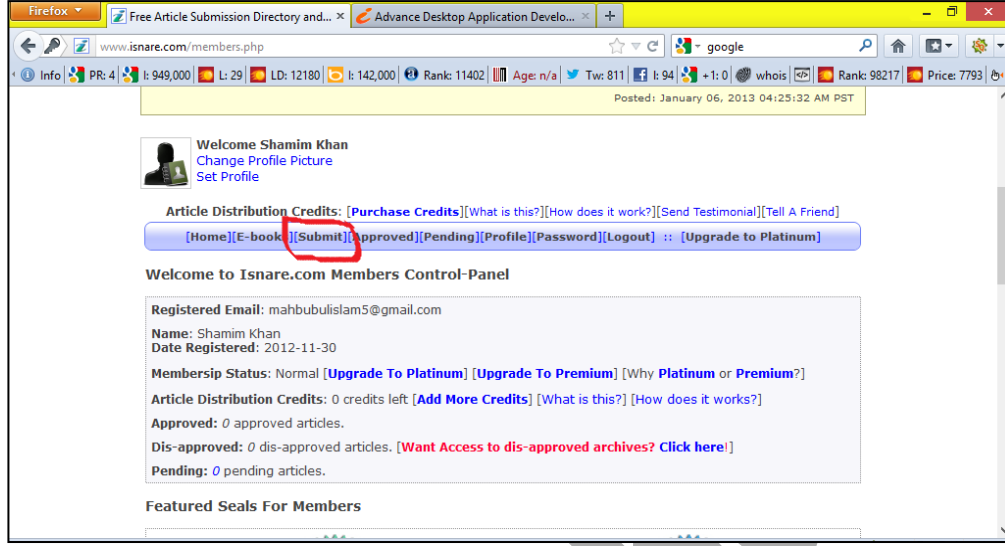 Firefox
Free Article Submission Directory and... ×
Advance Desktop Application Develo... ×
+
www.isnare.com/members.php
google
Info PR: 4 I: 949,000 L: 29 LD: 12180 I: 142,000 Rank: 11402 Age: n/a Tw: 811 I: 94 +1: 0 whois Rank: 98217 Price: 7793
Posted: January 06, 2013 04:25:32 AM PST
Welcome Shamim Khan
Change Profile Picture
Set Profile
Article Distribution Credits: [Purchase Credits][What is this?][How does it work?][Send Testimonial][Tell A Friend]
[Home][E-book][Submit][Approved][Pending][Profile][Password][Logout] :: [Upgrade to Platinum]
Welcome to Isnare.com Members Control-Panel
Registered Email: mahbubulislam5@gmail.com
Name: Shamim Khan
Date Registered: 2012-11-30
Membersip Status: Normal [Upgrade To Platinum] [Upgrade To Premium] [Why Platinum or Premium?]
Article Distribution Credits: 0 credits left [Add More Credits] [What is this?] [How does it works?]
Approved: 0 approved articles.
Dis-approved: 0 dis-approved articles. [Want Access to dis-approved archives? Click here!]
Pending: 0 pending articles.
Featured Seals For Members